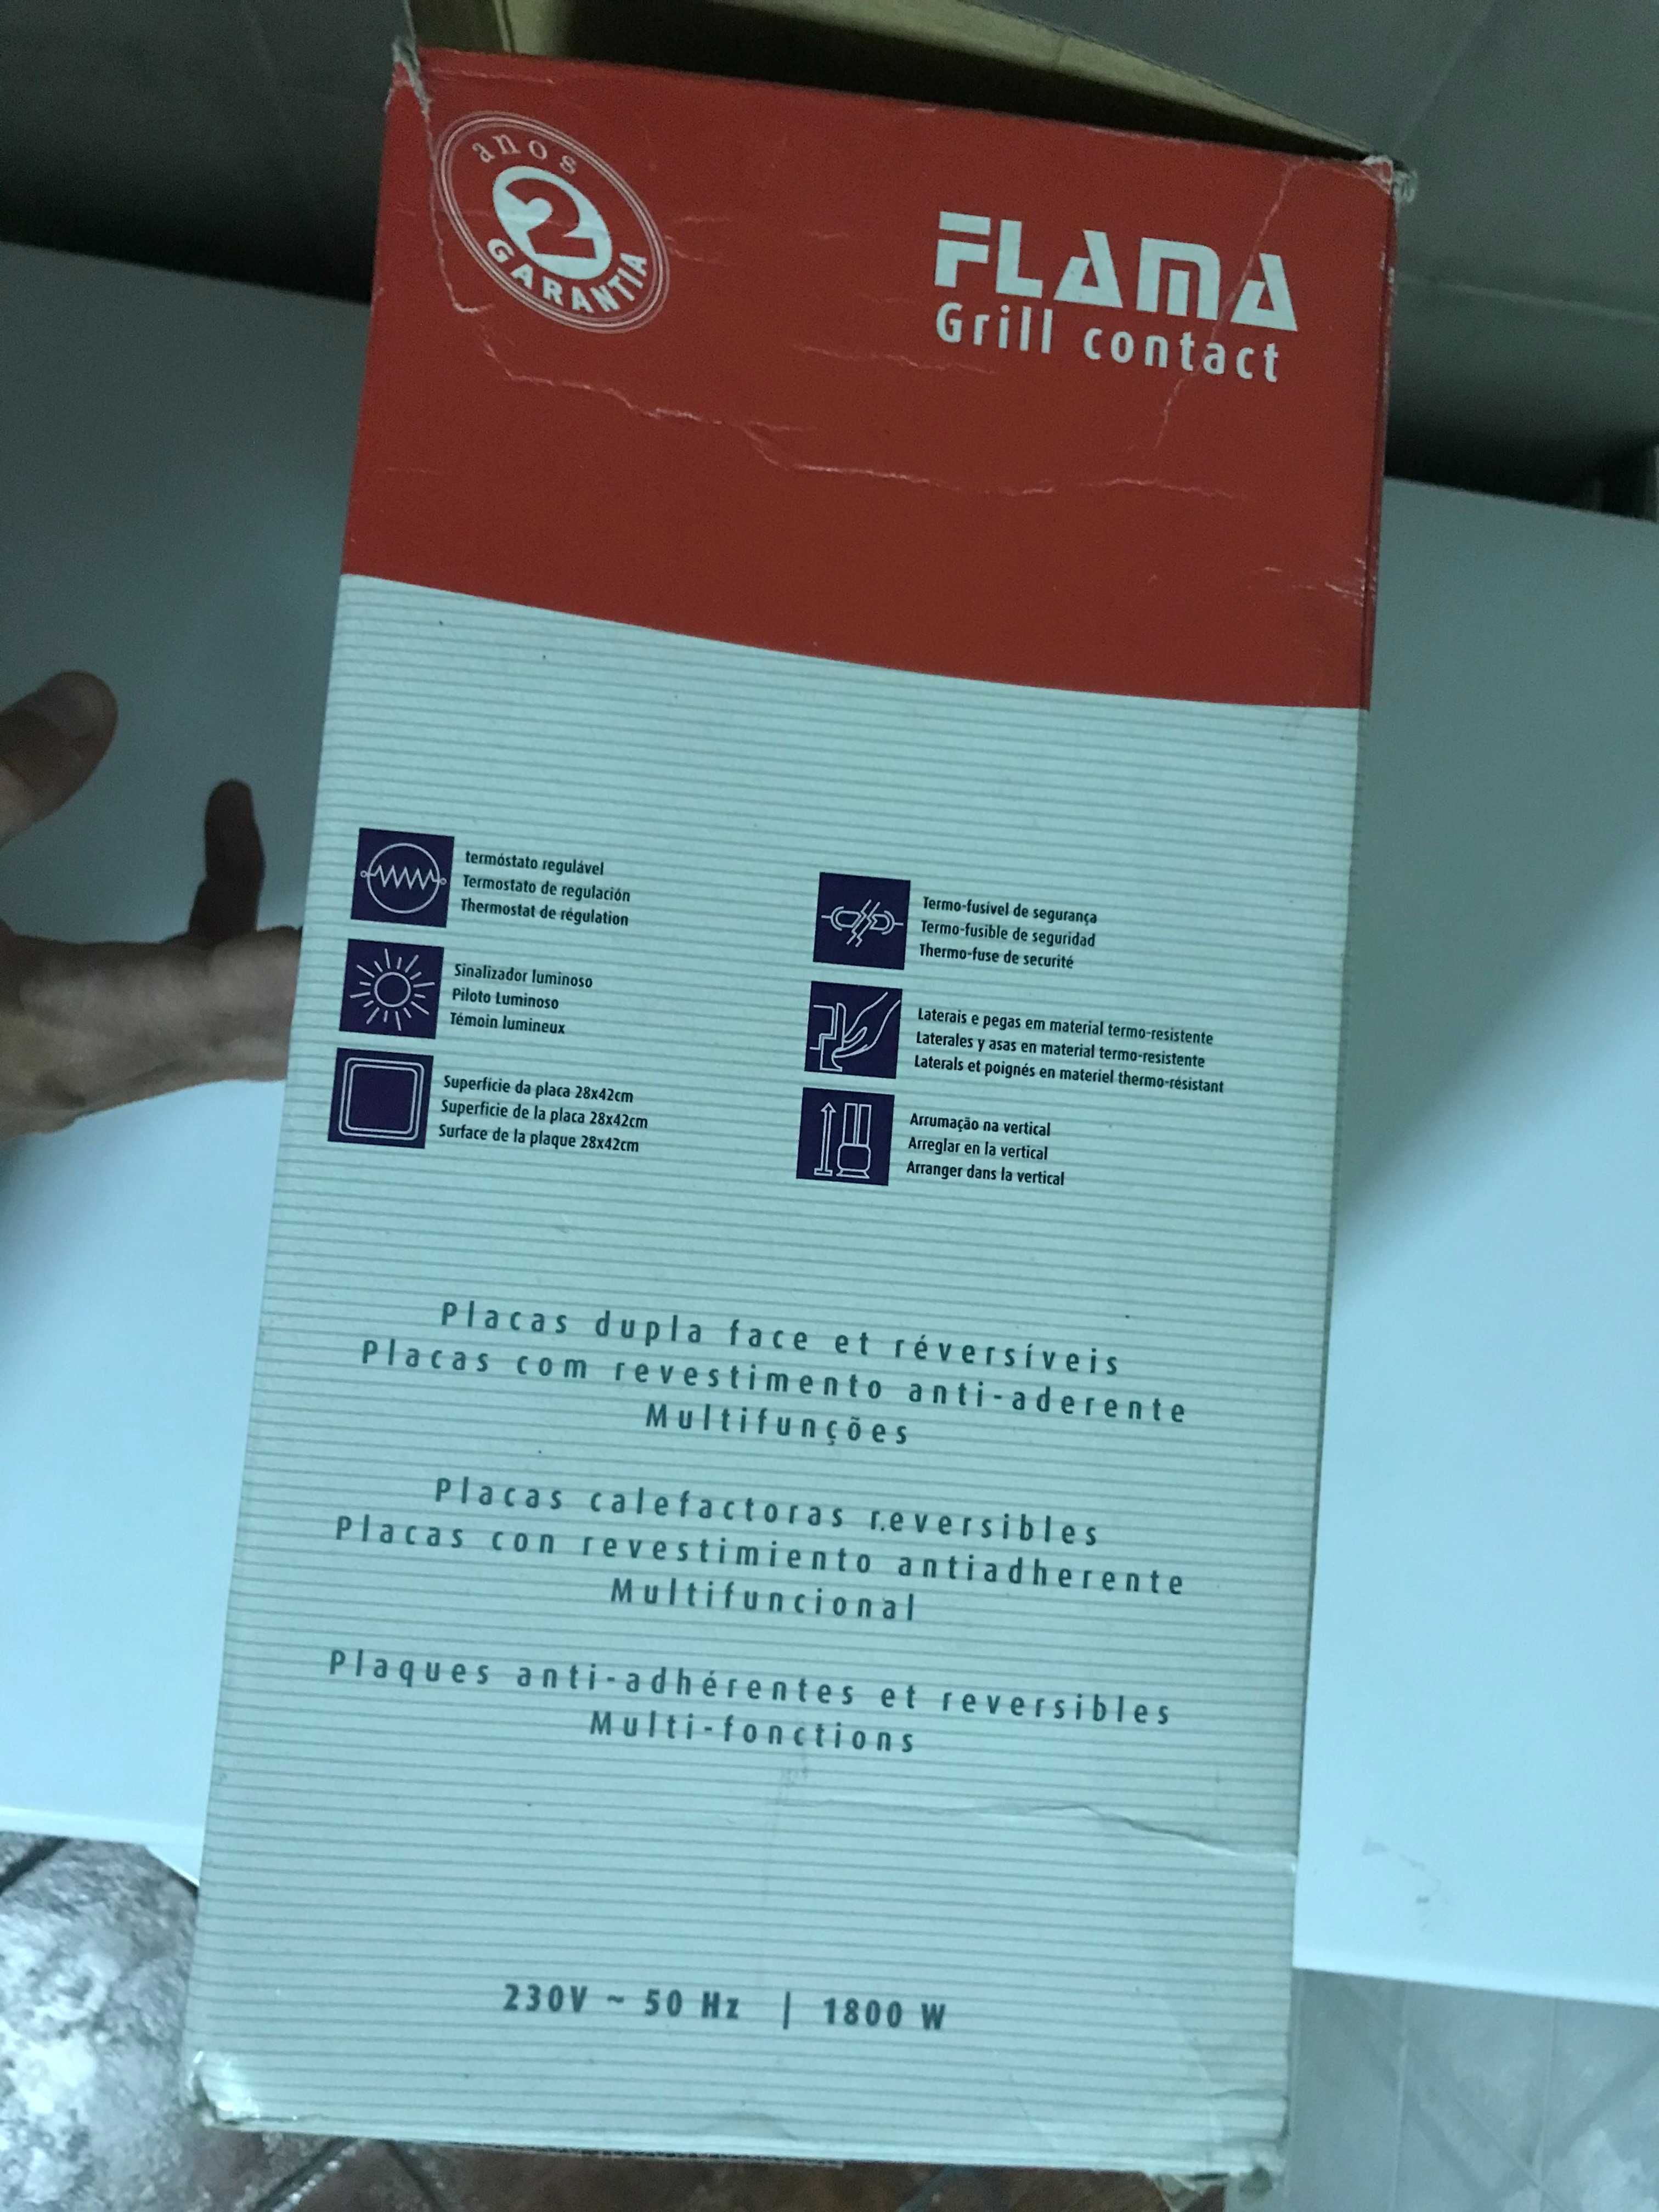 anos
2
GARANTIA
FLAMA
Grill contact
termóstato regulável
Termostato de regulación
Thermostat de régulation
Sinalizador luminoso
Piloto Luminoso
Témoin lumineux
Superfície da placa 28x42cm
Superficie de la placa 28x42cm
Surface de la plaque 28x42cm
Termo-fusível de segurança
Termo-fusible de seguridad
Thermo-fuse de securité
Laterais e pegas em material termo-resistente
Laterales y asas en material termo-resistente
Laterals et poignés en materiel thermo-résistant
Arrumação na vertical
Arreglar en la vertical
Arranger dans la vertical
Placas dupla face et réversíveis
Placas com revestimento anti-aderente
Multifunções
Placas calefactoras reversibles
Placas con revestimiento antiadherente
Multifuncional
Plaques anti-adhérentes et reversibles
Multi-fonctions
230V ~ 50 Hz | 1800 W